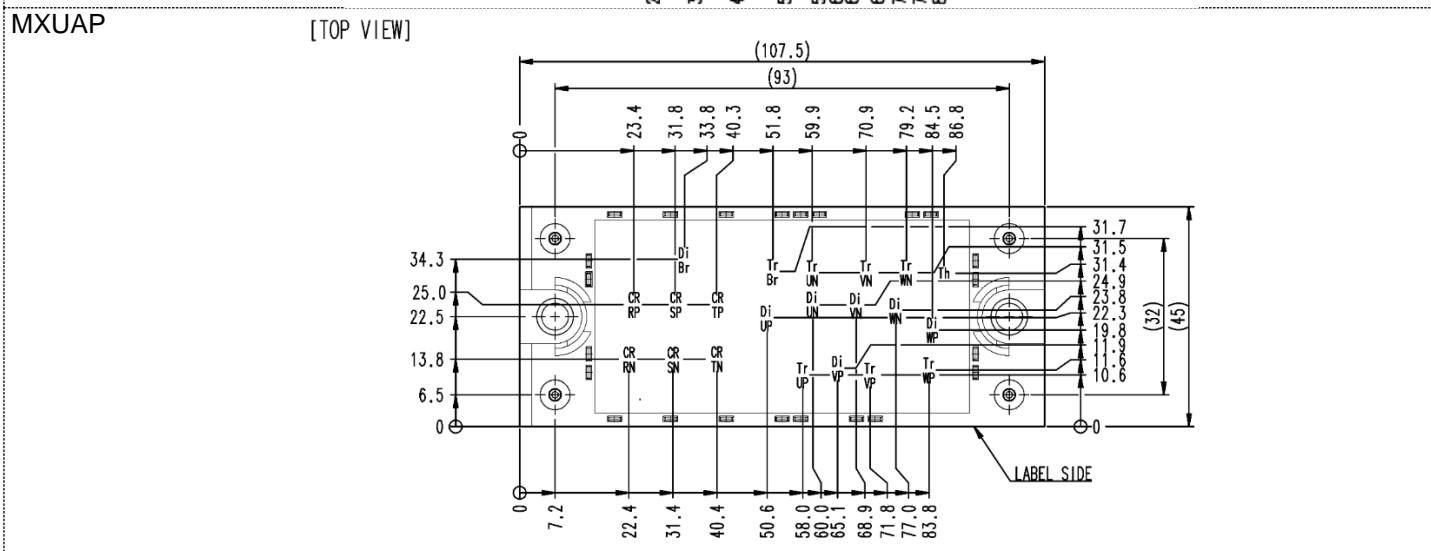 MXUAP
[TOP VIEW]
(107.5)
(93)
0
23.4
31.8
33.8
40.3
51.8
59.9
70.9
79.2
84.5
86.8
34.3
25.0
22.5
13.8
6.5
0
Di
Br
Tr
Br
Tr
UN
Tr
VN
Tr
WN
Th
CR
RP
CR
SP
CR
TP
Di
UP
Di
UN
Di
VN
Di
WN
Di
WP
CR
RN
CR
SN
CR
TN
Tr
UP
Di
VP
Tr
VP
Tr
WP
31.7
31.5
31.4
24.9
23.8
22.3
19.8
11.9
11.6
10.6
0
(32)
(45)
LABEL SIDE
0
7.2
22.4
31.4
40.4
50.6
58.0
60.0
65.1
68.9
71.8
77.0
83.8